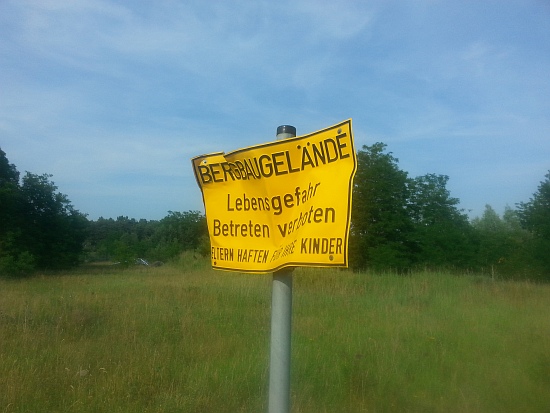 BERGBAUGELÄNDE
Lebensgefahr
Betreten verboten
ELTERN HAFTEN FÜR IHRE KINDER